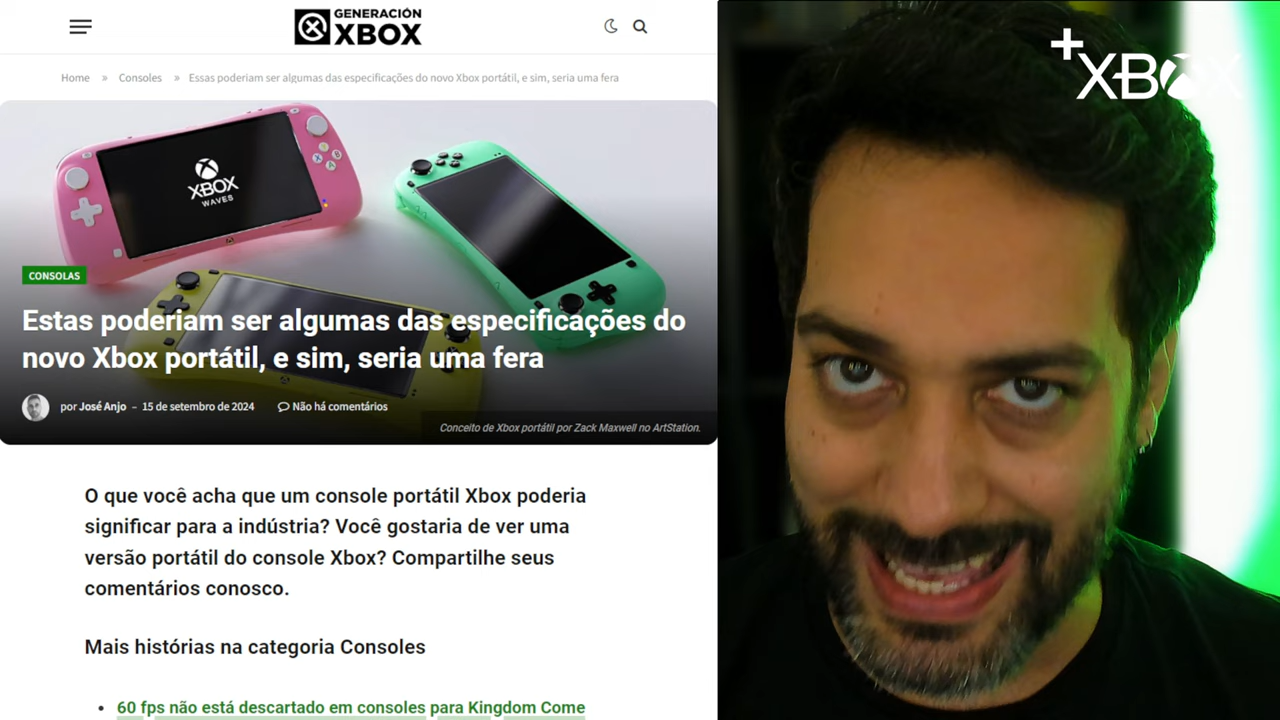 GENERACIÓN
XBOX
Home » Consoles » Essas poderiam ser algumas das especificações do novo Xbox portátil, e sim, seria uma fera
+XBOX
XBOX
WAVES
CONSOLAS
Estas poderiam ser algumas das especificações do
novo Xbox portátil, e sim, seria uma fera
por José Anjo – 15 de setembro de 2024 Não há comentários
Conceito de Xbox portátil por Zack Maxwell no ArtStation.
O que você acha que um console portátil Xbox poderia
significar para a indústria? Você gostaria de ver uma
versão portátil do console Xbox? Compartilhe seus
comentários conosco.
Mais histórias na categoria Consoles
• 60 fps não está descartado em consoles para Kingdom Come